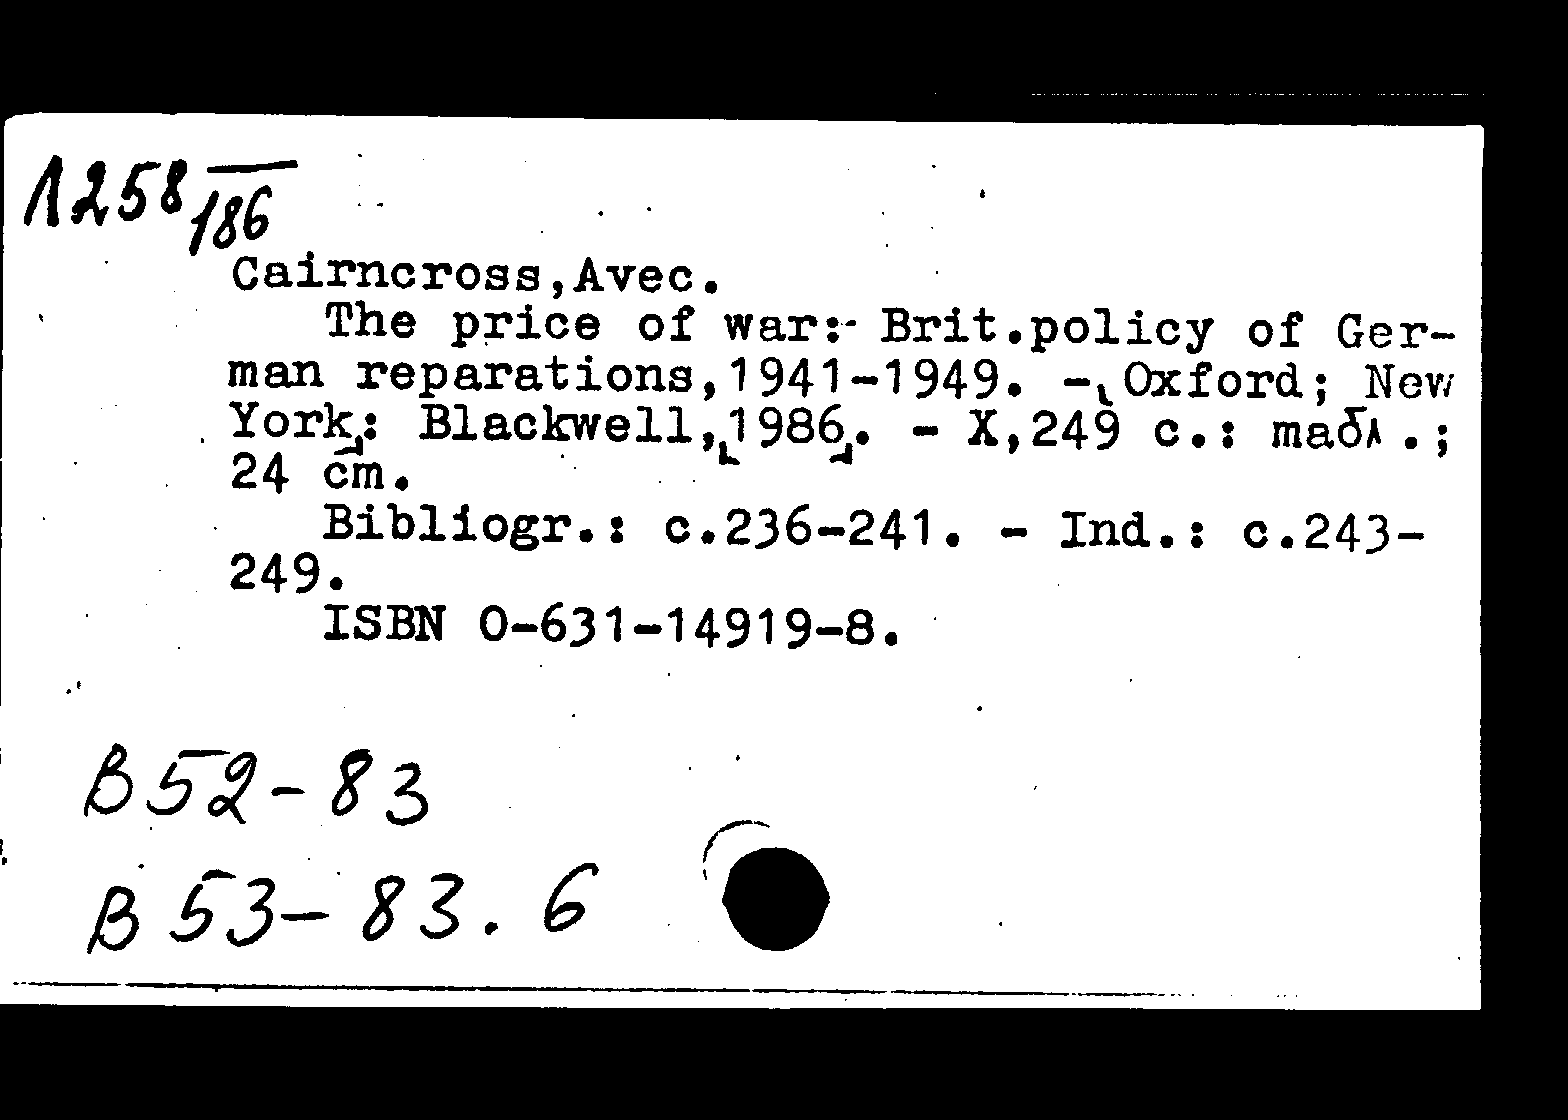 1258/186
Cairncross,Avec.
The price of war: Brit.policy of Ger-
man reparations,1941-1949. - [Oxford; New
York]: Blackwell,[1986]. - X,249 c.: табл.;
24 cm.
Bibliogr.: c.236-241. - Ind.: c.243-
249.
ISBN 0-631-14919-8.
B52-83
B53-83.6